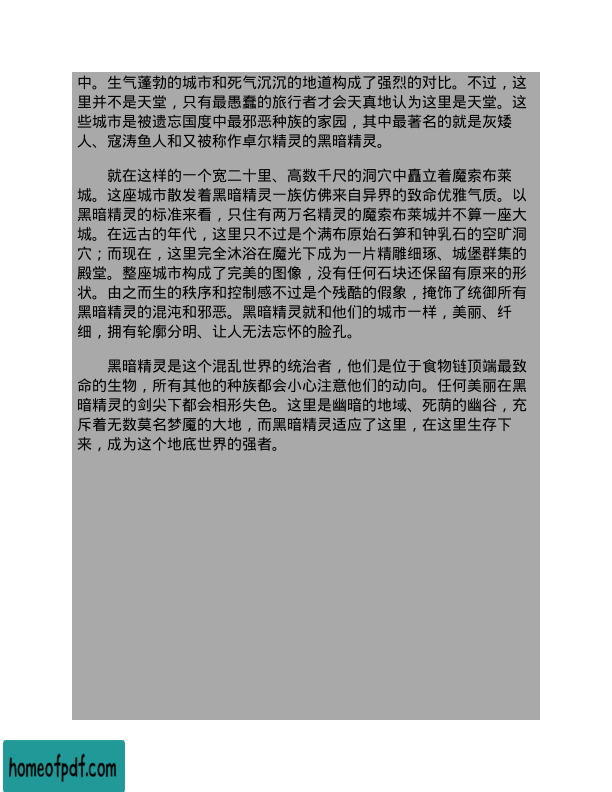 中。生气蓬勃的城市和死气沉沉的地道构成了强烈的对比。不过，这
里并不是天堂，只有最愚蠢的旅行者才会天真地认为这里是天堂。这
些城市是被遗忘国度中最邪恶种族的家园，其中最著名的就是灰矮
人、寇涛鱼人和又被称作卓尔精灵的黑暗精灵。
就在这样的一个宽二十里、高数千尺的洞穴中矗立着魔索布莱
城。这座城市散发着黑暗精灵一族仿佛来自异界的致命优雅气质。以
黑暗精灵的标准来看，只住有两万名精灵的魔索布莱城并不算一座大
城。在远古的年代，这里只不过是个满布原始石笋和钟乳石的空旷洞
穴；而现在，这里完全沐浴在魔光下成为一片精雕细琢、城堡群集的
殿堂。整座城市构成了完美的图像，没有任何石块还保留有原来的形
状。由之而生的秩序和控制感不过是个残酷的假象，掩饰了统御所有
黑暗精灵的混沌和邪恶。黑暗精灵就和他们的城市一样，美丽、纤
细，拥有轮廓分明、让人无法忘怀的脸孔。
黑暗精灵是这个混乱世界的统治者，他们是位于食物链顶端最致
命的生物，所有其他的种族都会小心注意他们的动向。任何美丽在黑
暗精灵的剑尖下都会相形失色。这里是幽暗的地域、死荫的幽谷，充
斥着无数莫名梦魇的大地，而黑暗精灵适应了这里，在这里生存下
来，成为这个地底世界的强者。
homeofpdf.com